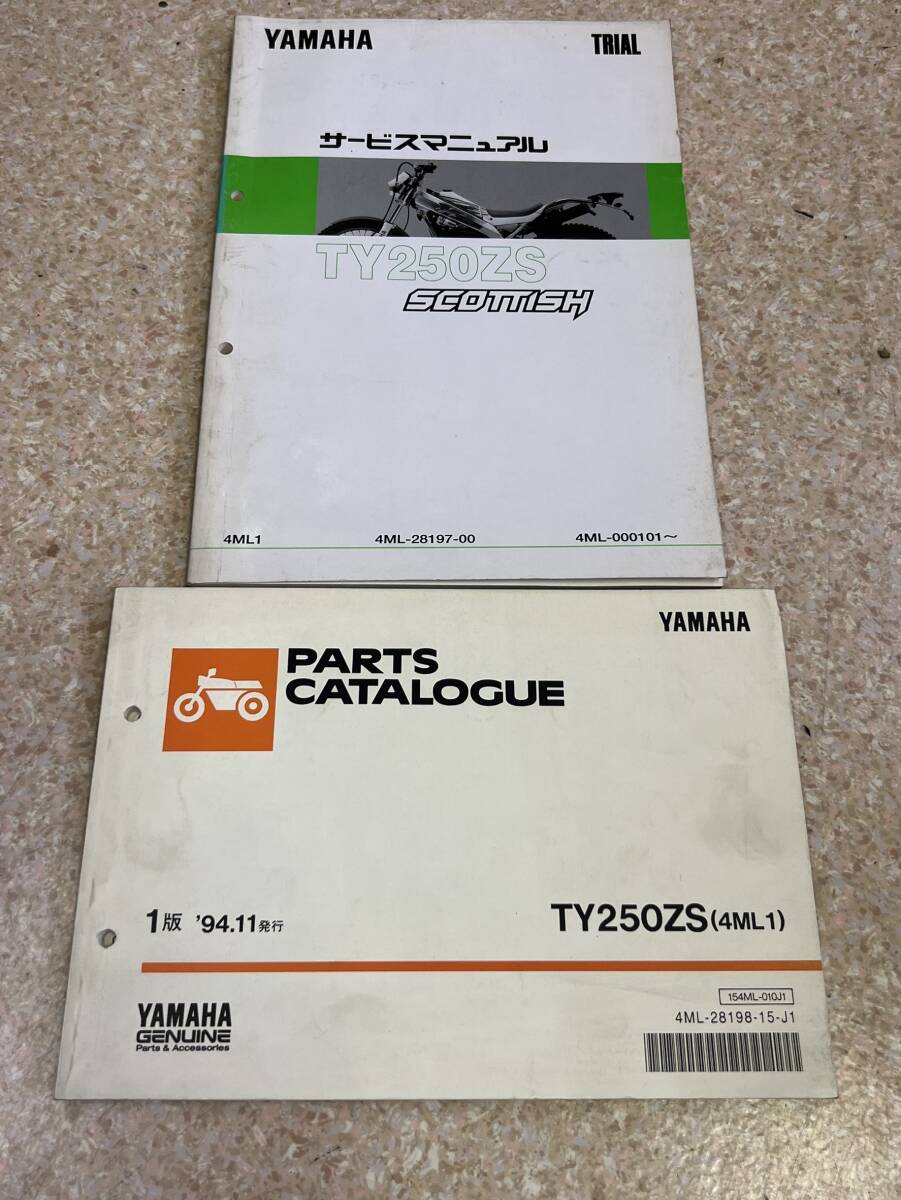 YAMAHA TRIAL
サービスマニュアル
TY250ZS
SCOTTISH
4ML1 4ML-28197-00 4ML-000101～
YAMAHA
PARTS
CATALOGUE
1版 '94.11発行 TY250ZS(4ML1)
154ML-010J1
4ML-28198-15-J1
YAMAHA
GENUINE
Parts & Accessories